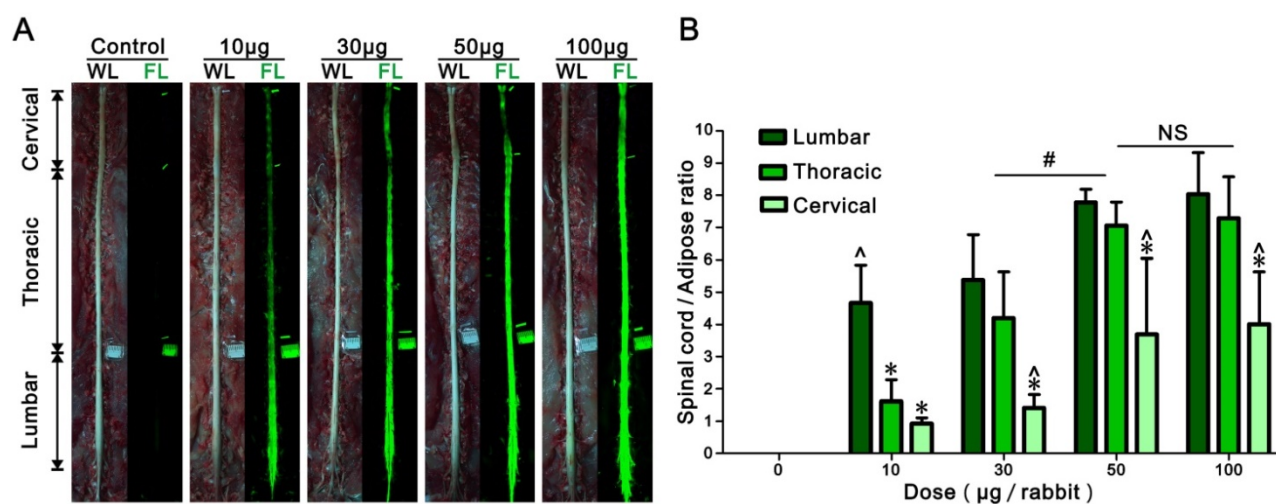 A
Control 10µg 30µg 50µg 100µg
WL FL WL FL WL FL WL FL WL FL
Cervical
Thoracic
Lumbar
B
Spinal cord / Adipose ratio
10
9
8
7
6
5
4
3
2
1
0
Lumbar
Thoracic
Cervical
# NS
^ * * ^ * ^ * ^ *
0 10 30 50 100
Dose ( µg / rabbit )